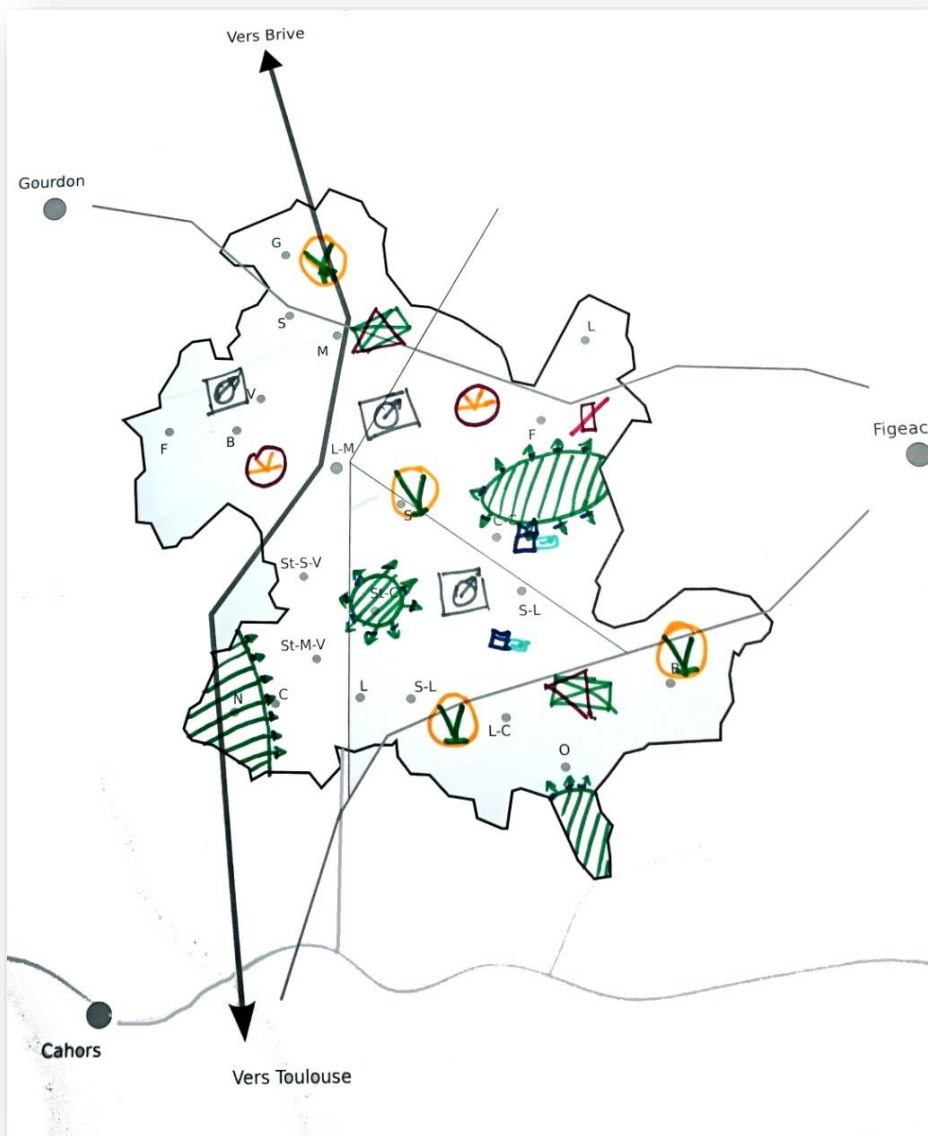 Vers Brive
Gourdon
G
S
M
L
V
F
B
L-M
F
Figeac
S
C-G
St-S-V
St-C
S-L
St-M-V
N
C
L
S-L
L-C
B
O
Cahors
Vers Toulouse